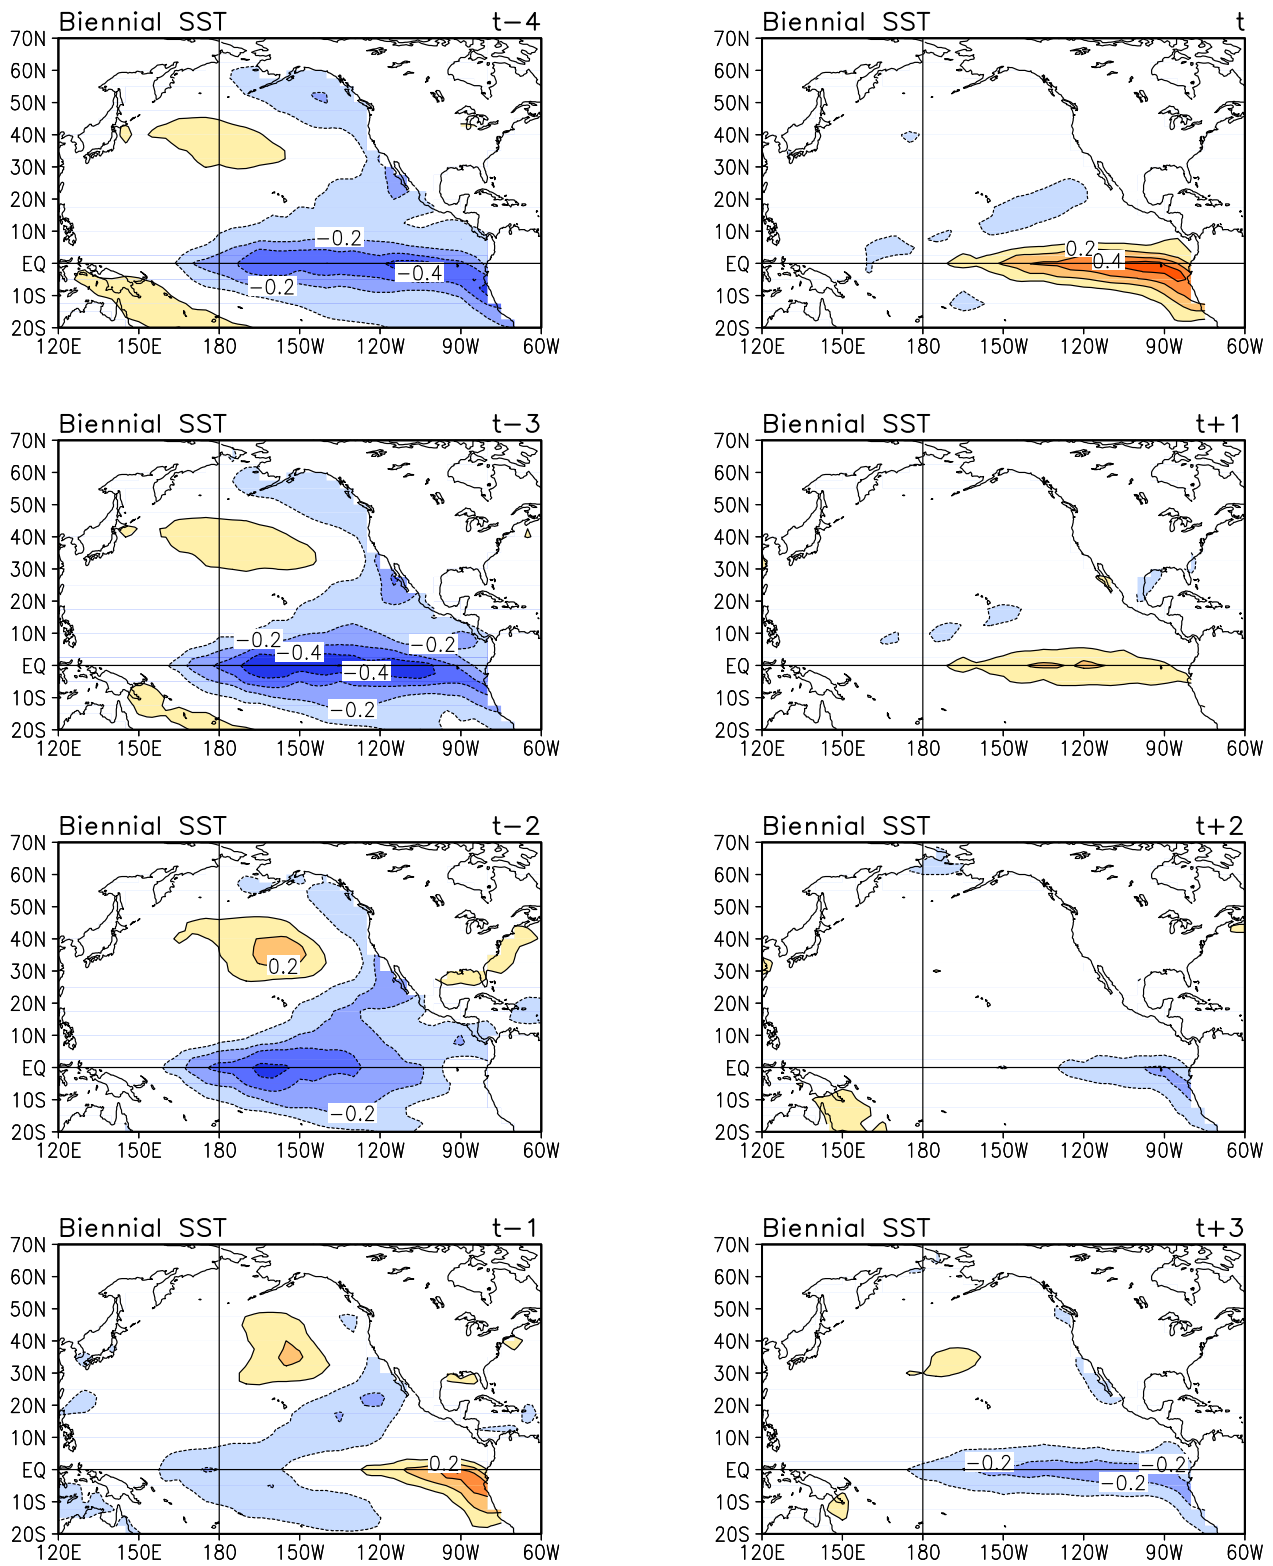 Biennial SST t−4
70N
60N
50N
40N
30N
20N
10N
EQ
10S
20S
−0.2
−0.4
−0.2
120E 150E 180 150W 120W 90W 60W
Biennial SST t
70N
60N
50N
40N
30N
20N
10N
EQ
10S
20S
0.2
0.4
120E 150E 180 150W 120W 90W 60W
Biennial SST t−3
70N
60N
50N
40N
30N
20N
10N
EQ
10S
20S
−0.2
−0.2
−0.4
−0.4
−0.2
120E 150E 180 150W 120W 90W 60W
Biennial SST t+1
70N
60N
50N
40N
30N
20N
10N
EQ
10S
20S
120E 150E 180 150W 120W 90W 60W
Biennial SST t−2
70N
60N
50N
40N
30N
20N
10N
EQ
10S
20S
0.2
−0.2
120E 150E 180 150W 120W 90W 60W
Biennial SST t+2
70N
60N
50N
40N
30N
20N
10N
EQ
10S
20S
120E 150E 180 150W 120W 90W 60W
Biennial SST t−1
70N
60N
50N
40N
30N
20N
10N
EQ
10S
20S
0.2
120E 150E 180 150W 120W 90W 60W
Biennial SST t+3
70N
60N
50N
40N
30N
20N
10N
EQ
10S
20S
−0.2
−0.2
−0.2
120E 150E 180 150W 120W 90W 60W